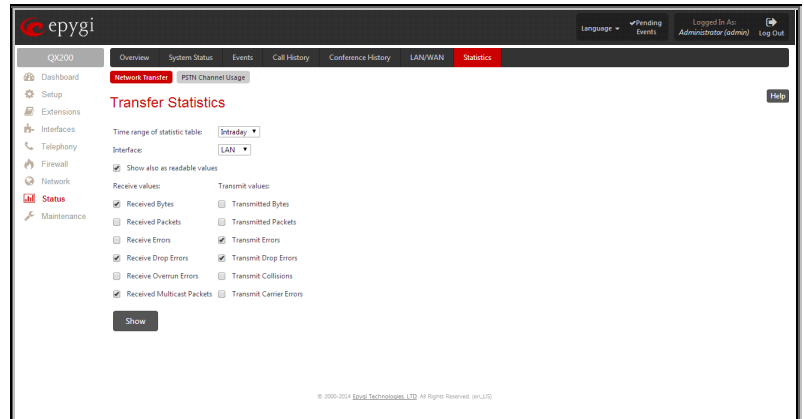 epygi
Language
Pending Events
Logged In As:
Administrator (admin)
Log Out
QX200
Overview System Status Events Call History Conference History LAN/WAN Statistics
Dashboard
Setup
Extensions
Interfaces
Telephony
Firewall
Network
Status
Maintenance
Network Transfer PSTN Channel Usage
Help
Transfer Statistics
Time range of statistic table: Intraday
Interface: LAN
Show also as readable values
Receive values: Transmit values:
Received Bytes Transmitted Bytes
Received Packets Transmitted Packets
Receive Errors Transmit Errors
Receive Drop Errors Transmit Drop Errors
Receive Overrun Errors Transmit Collisions
Received Multicast Packets Transmit Carrier Errors
Show
© 2000-2014 Epygi Technologies, LTD. All Rights Reserved. (en_US)